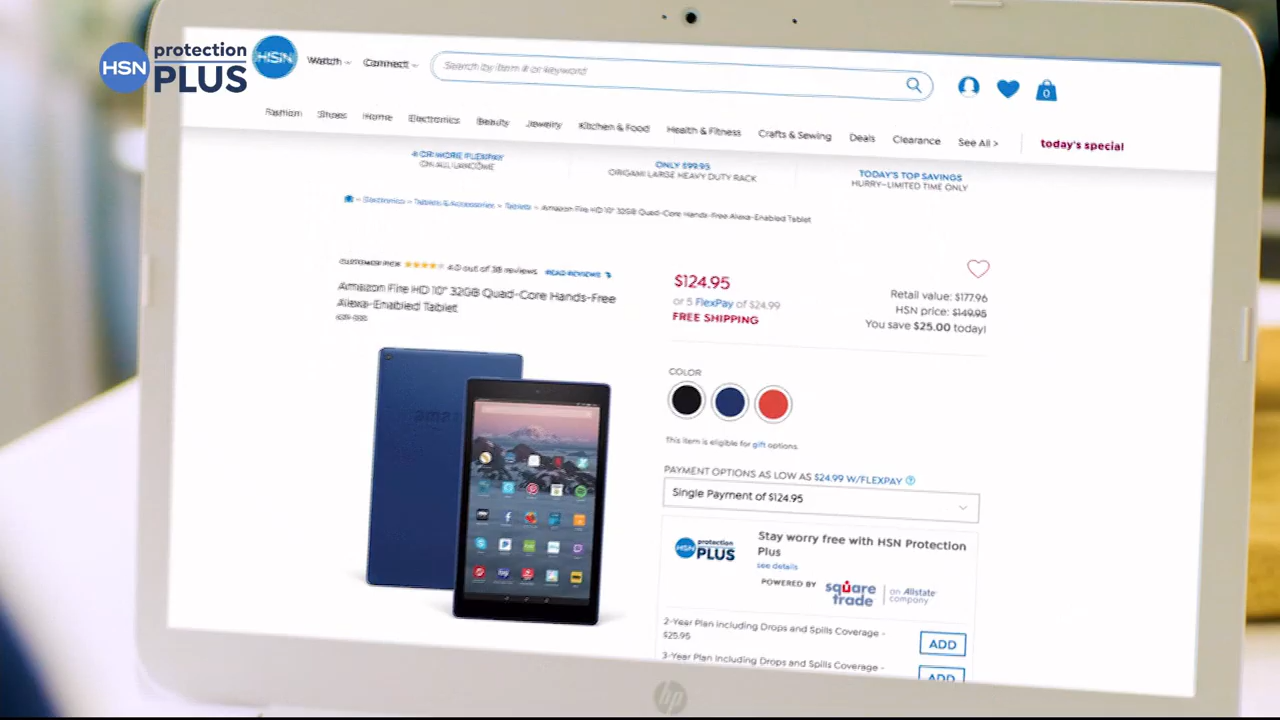 HSN protection PLUS
HSN Watch Connect Search by item # or keyword 0
Fashion Shoes Home Electronics Beauty Jewelry Kitchen & Food Health & Fitness Crafts & Sewing Deals Clearance See All > today's special
4 OR MORE FLEXPAY ONLY $99.95 TODAY'S TOP SAVINGS
ON ALL LANCOME ORIGAMI LARGE HEAVY DUTY RACK HURRY–LIMITED TIME ONLY
Electronics > Tablets & Accessories > Tablets > Amazon Fire HD 10" 32GB Quad-Core Hands-Free Alexa-Enabled Tablet
CUSTOMER PICK 4.0 out of 38 reviews READ REVIEWS
Amazon Fire HD 10" 32GB Quad-Core Hands-Free
Alexa-Enabled Tablet
$124.95
or 5 FlexPay of $24.99
FREE SHIPPING
Retail value: $177.96
HSN price: $149.95
You save $25.00 today!
COLOR
This item is eligible for gift options.
PAYMENT OPTIONS AS LOW AS $24.99 W/FLEXPAY ?
Single Payment of $124.95
HSN protection PLUS
Stay worry free with HSN Protection
Plus
see details
POWERED BY square trade an Allstate company
2-Year Plan Including Drops and Spills Coverage -
$25.95
ADD
3-Year Plan Including Drops and Spills Coverage -
ADD
hp